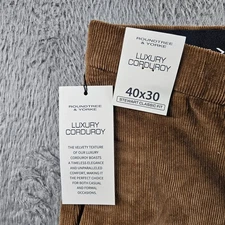 ROUNDTREE
& YORKE
LUXURY
CORDUROY
40x30
STEWART CLASSIC FIT
ROUNDTREE
& YORKE
LUXURY
CORDUROY
THE VELVETY TEXTURE
OF OUR LUXURY
CORDUROY BOASTS
A TIMELESS ELEGANCE
AND UNPARALLELED
COMFORT, MAKING IT
THE PERFECT CHOICE
FOR BOTH CASUAL
AND FORMAL
OCCASIONS